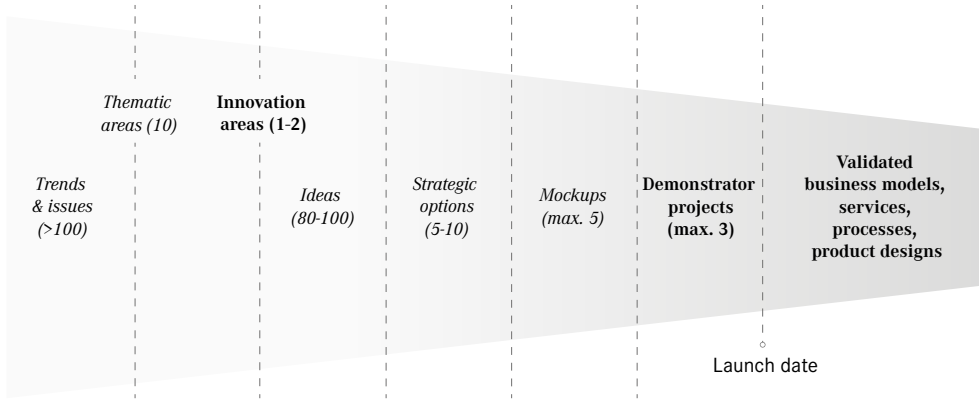 Thematic
areas (10)
Innovation
areas (1-2)
Trends
& issues
(>100)
Ideas
(80-100)
Strategic
options
(5-10)
Mockups
(max. 5)
Demonstrator
projects
(max. 3)
Validated
business models,
services,
processes,
product designs
Launch date